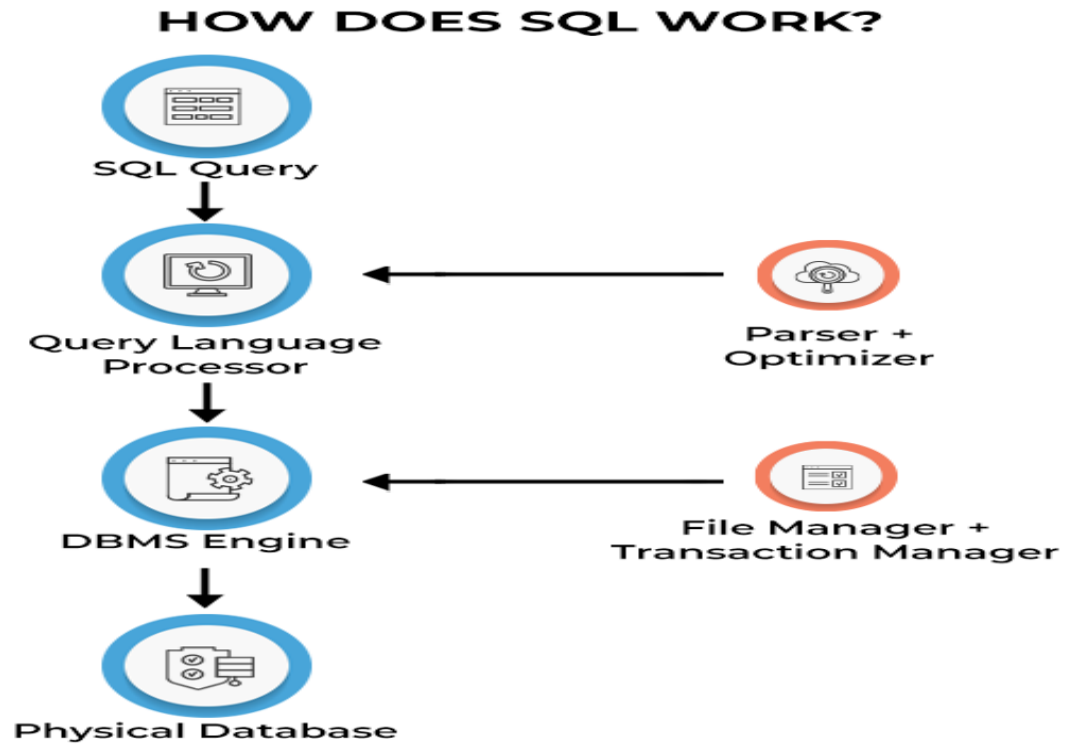 HOW DOES SQL WORK?
SQL Query
Query Language
Processor
Parser +
Optimizer
DBMS Engine
File Manager +
Transaction Manager
Physical Database